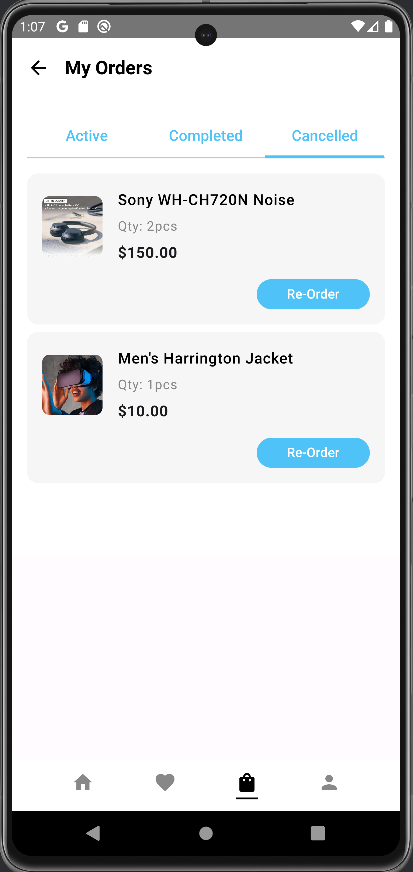 1:07
My Orders
Active
Completed
Cancelled
Sony WH-CH720N Noise
Qty: 2pcs
$150.00
Re-Order
Men's Harrington Jacket
Qty: 1pcs
$10.00
Re-Order